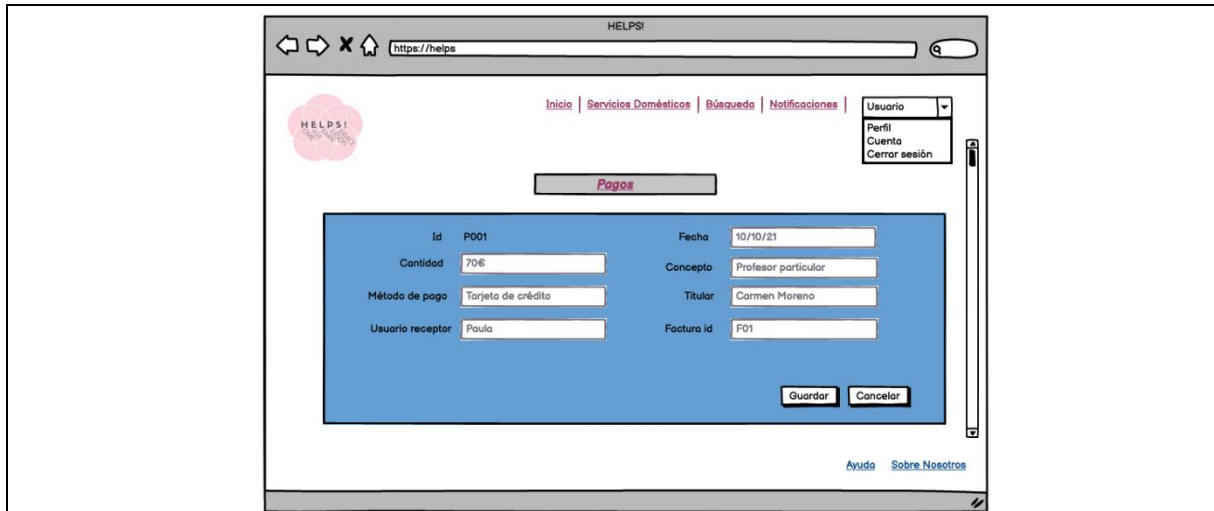 HELPS!
https://helps
HELPS!
Inicio Servicios Domésticos Búsqueda Notificaciones Usuario
Perfil
Cuenta
Cerrar sesión
Pagos
Id P001 Fecha 10/10/21
Cantidad 70€ Concepto Profesor particular
Método de pago Tarjeta de crédito Titular Carmen Moreno
Usuario receptor Paula Factura id F01
Guardar Cancelar
Ayuda Sobre Nosotros